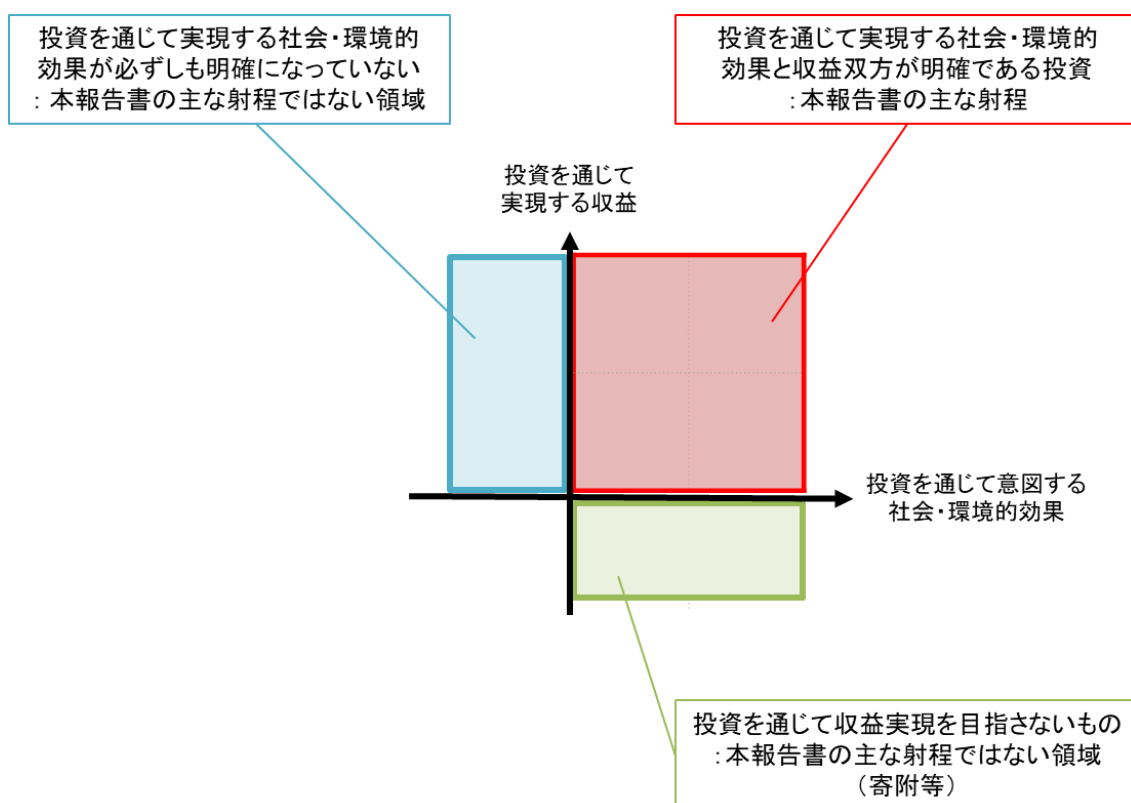 投資を通じて実現する社会・環境的
効果が必ずしも明確になっていない
：本報告書の主な射程ではない領域
投資を通じて実現する社会・環境的
効果と収益双方が明確である投資
：本報告書の主な射程
投資を通じて
実現する収益
投資を通じて意図する
社会・環境的効果
投資を通じて収益実現を目指さないもの
：本報告書の主な射程ではない領域
（寄附等）